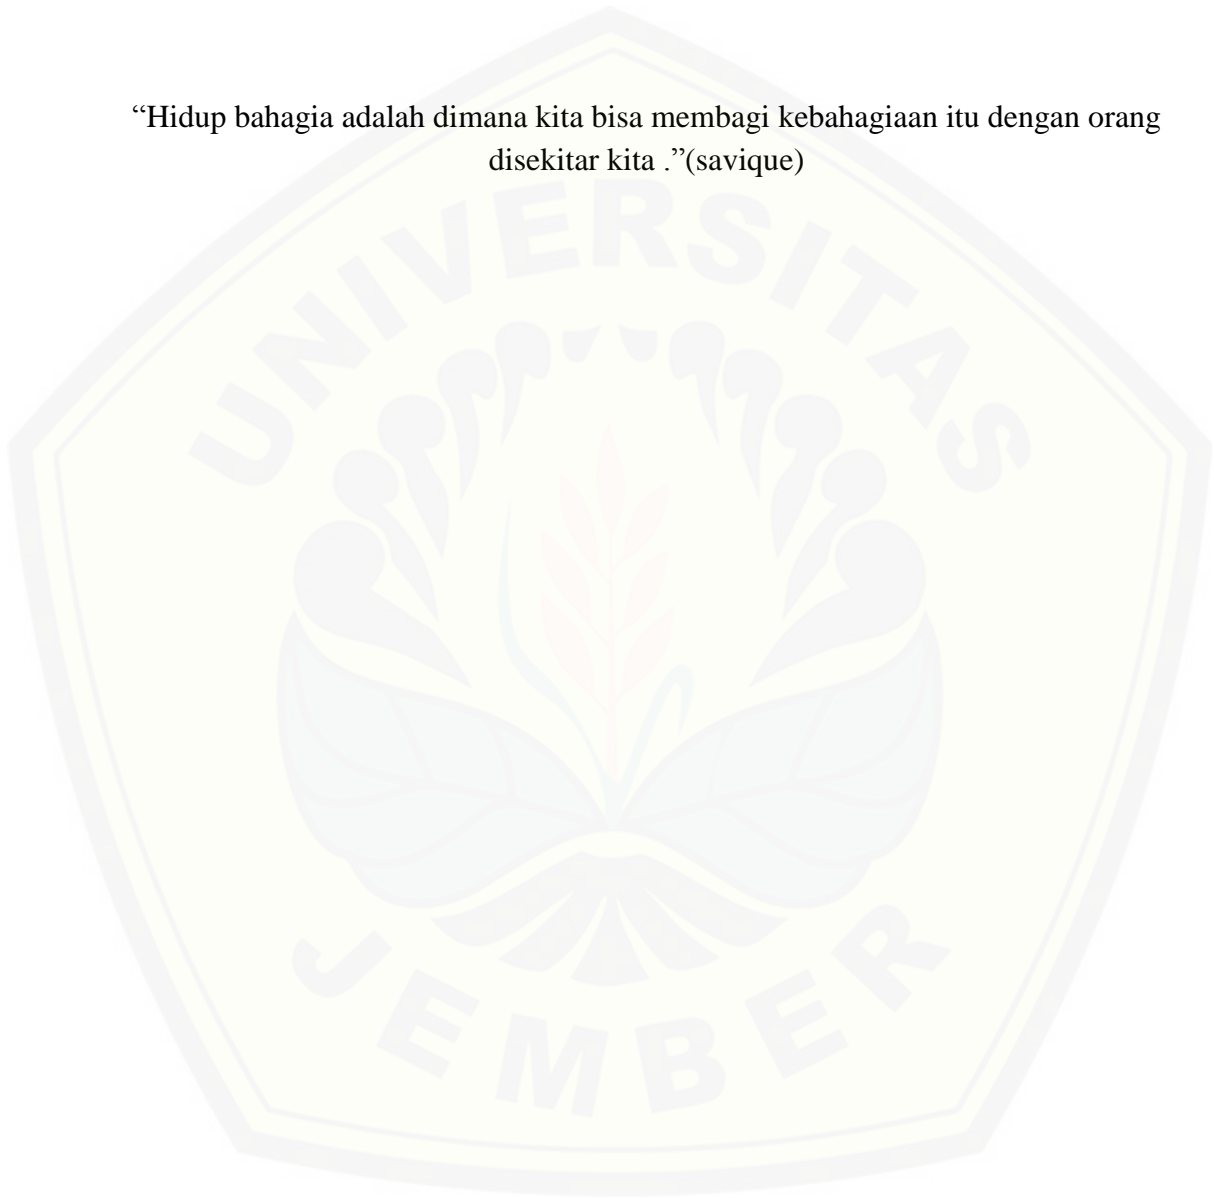 “Hidup bahagia adalah dimana kita bisa membagi kebahagiaan itu dengan orang
disekitar kita .”(savique)
UNIVERSITAS
JEMBER